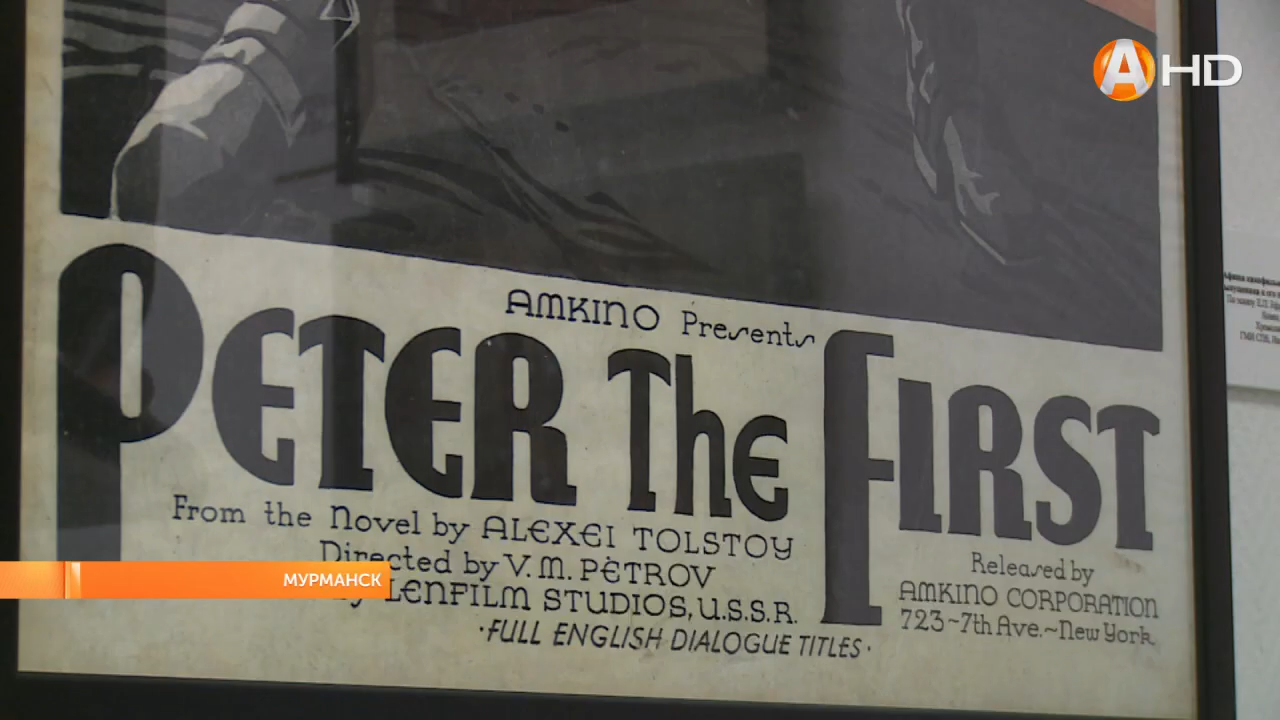 A HD
AMKINO Presents
PETER The FIRST
From the Novel by ALEXEI TOLSTOY
Directed by V. M. PETROV
LENFILM STUDIOS, U.S.S.R.
·FULL ENGLISH DIALOGUE TITLES·
Released by
AMKINO CORPORATION
723~7th Ave.~New York
МУРМАНСК